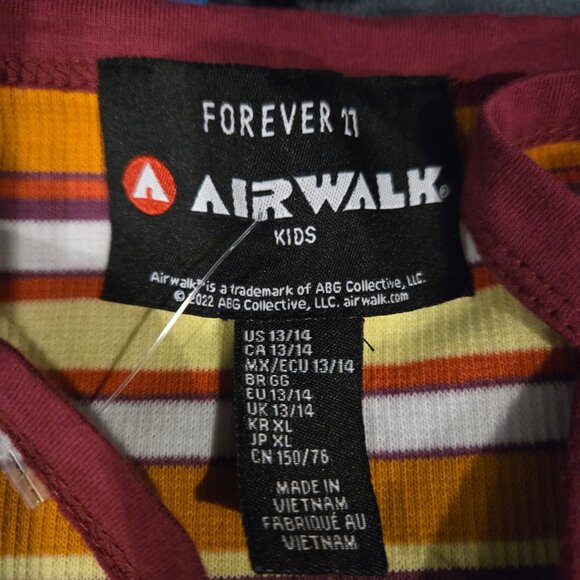 FOREVER 21
AIRWALK®
KIDS
Airwalk® is a trademark of ABG Collective, LLC.
© 2022 ABG Collective, LLC. airwalk.com
US 13/14
CA 13/14
MX/ECU 13/14
BR GG
EU 13/14
UK 13/14
KR XL
JP XL
CN 150/76
MADE IN
VIETNAM
FABRIQUÉ AU
VIETNAM